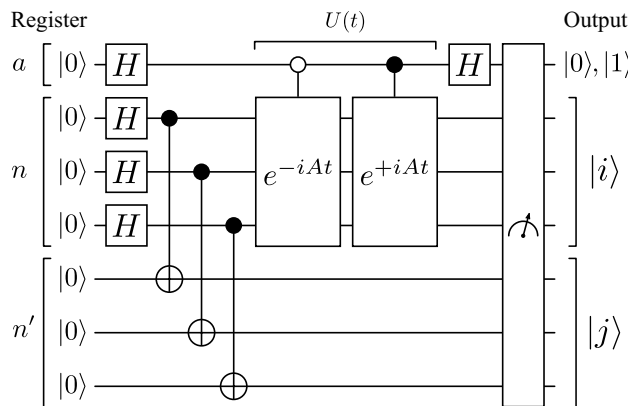 Register U(t) Output
a |0⟩ H H |0⟩, |1⟩
|0⟩ H
n |0⟩ H e^{-iAt} e^{+iAt} |i⟩
|0⟩ H
|0⟩
n′ |0⟩ |j⟩
|0⟩